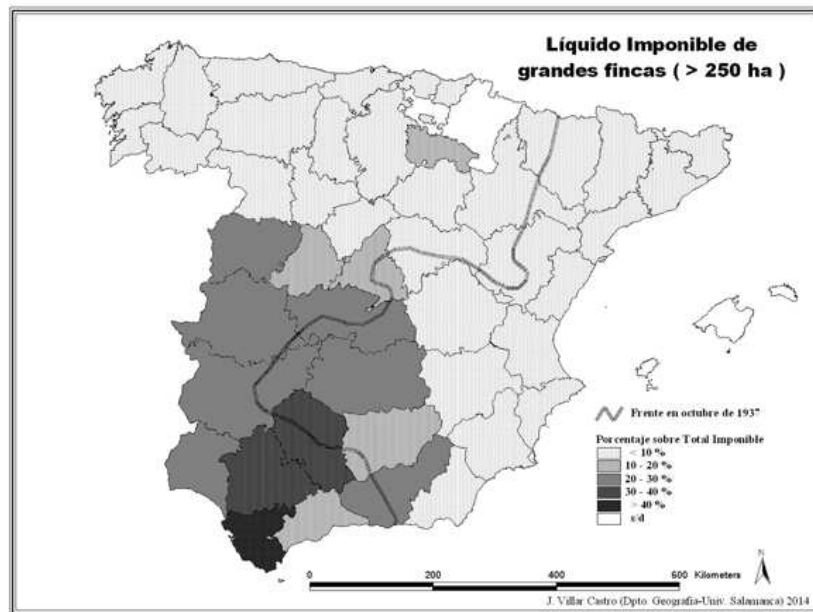 Líquido Imponible de
grandes fincas ( > 250 ha )
Frente en octubre de 1937
Porcentaje sobre Total Imponible
< 10 %
10 - 20 %
20 - 30 %
30 - 40 %
> 40 %
s/d
N
0 200 400 600 Kilometers
J. Villar Castro (Dpto. Geografía-Univ. Salamanca) 2014